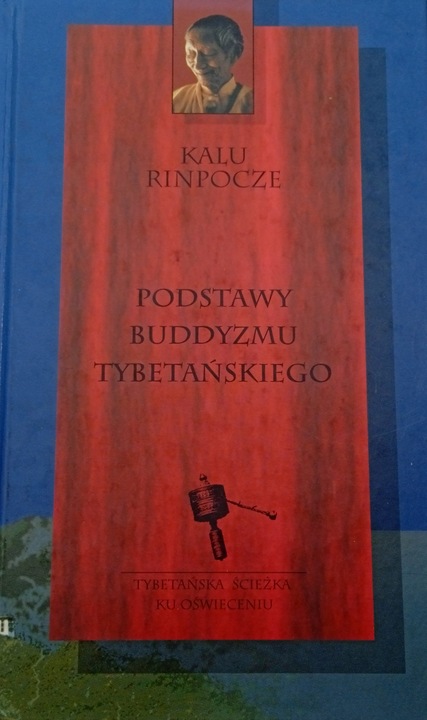 KALU
RINPOCZE
PODSTAWY
BUDDYZMU
TYBETAŃSKIEGO
TYBETAŃSKA ŚCIEŻKA
KU OŚWIECENIU